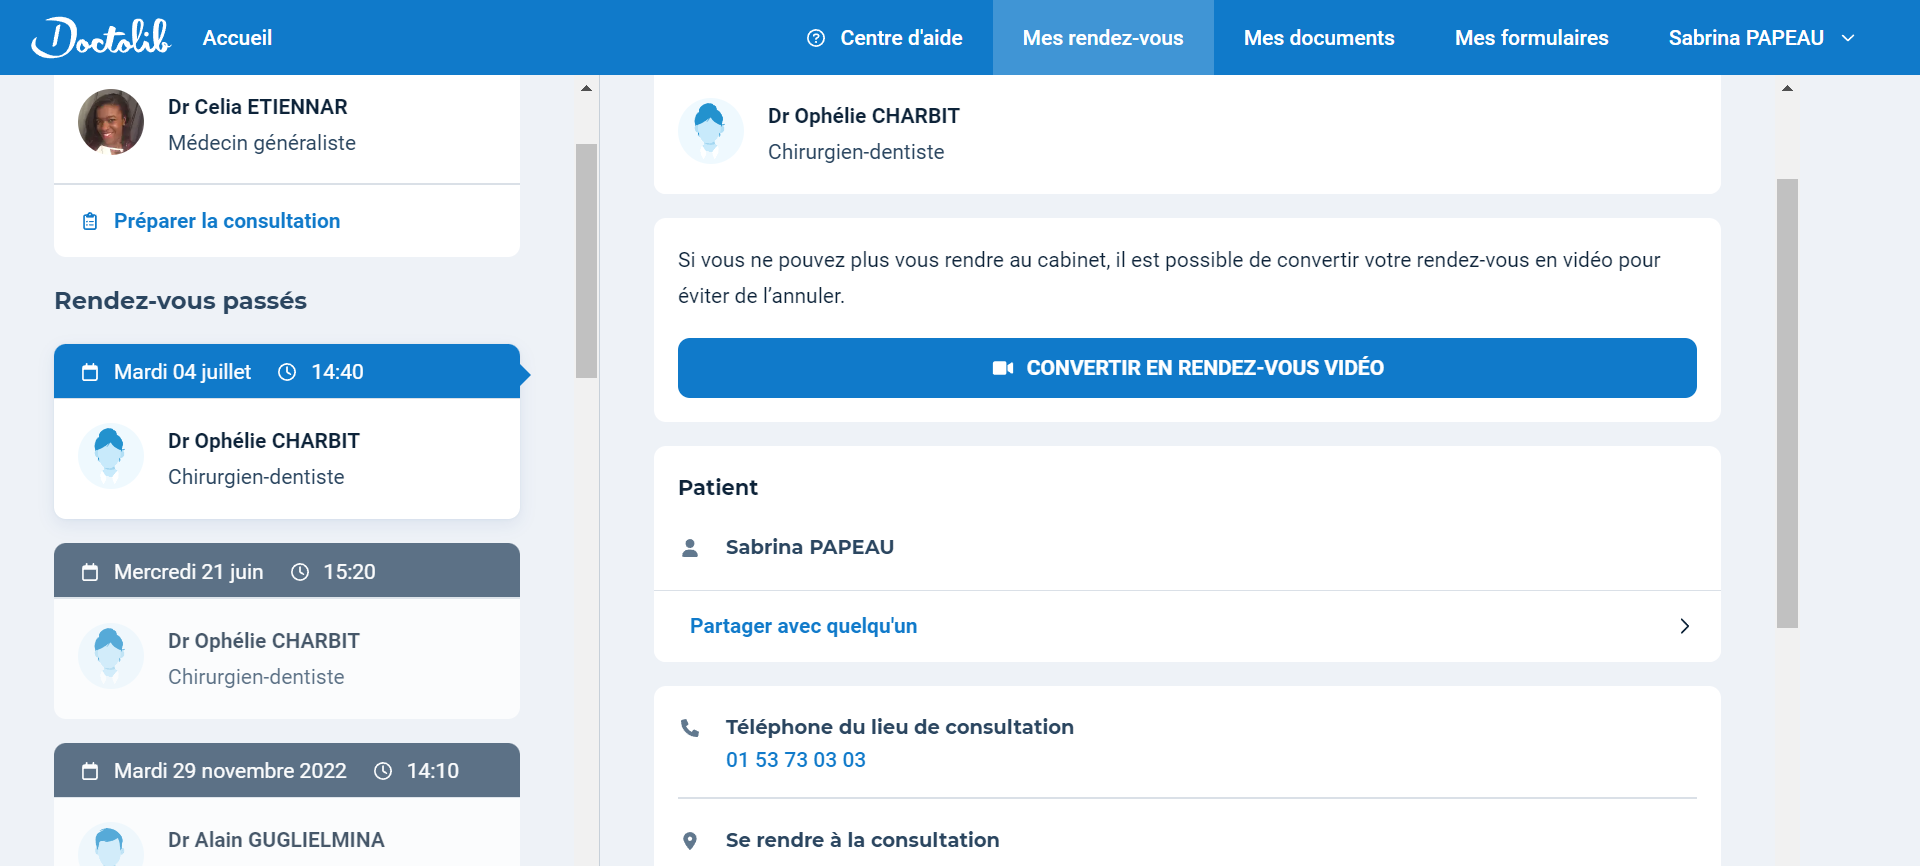 Doctolib
Accueil
Centre d'aide
Mes rendez-vous
Mes documents
Mes formulaires
Sabrina PAPEAU
Dr Celia ETIENNAR
Médecin généraliste
Préparer la consultation
Rendez-vous passés
Mardi 04 juillet 14:40
Dr Ophélie CHARBIT
Chirurgien-dentiste
Mercredi 21 juin 15:20
Dr Ophélie CHARBIT
Chirurgien-dentiste
Mardi 29 novembre 2022 14:10
Dr Alain GUGLIELMINA
Dr Ophélie CHARBIT
Chirurgien-dentiste
Si vous ne pouvez plus vous rendre au cabinet, il est possible de convertir votre rendez-vous en vidéo pour
éviter de l’annuler.
CONVERTIR EN RENDEZ-VOUS VIDÉO
Patient
Sabrina PAPEAU
Partager avec quelqu'un
Téléphone du lieu de consultation
01 53 73 03 03
Se rendre à la consultation